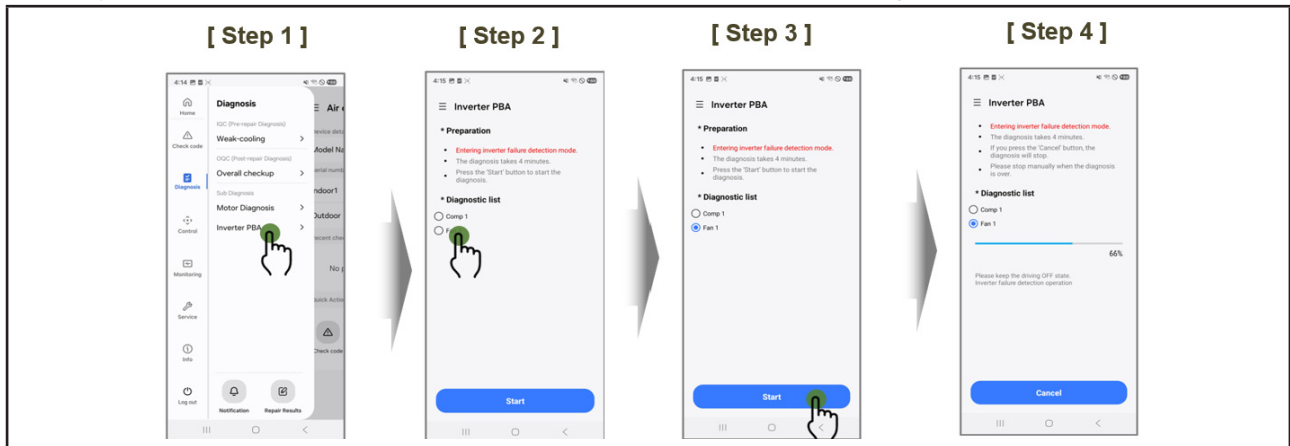 [ Step 1 ]
4:14
Home
Check code
Diagnosis
Control
Monitoring
Service
Info
Log out
Diagnosis
IQC (Pre-repair Diagnosis)
Weak-cooling
OQC (Post-repair Diagnosis)
Overall checkup
Sub Diagnosis
Motor Diagnosis
Inverter PBA
Notification
Repair Results
Air
Model Na
ndoor1
Outdoor
No
Quick Actio
Check code
[ Step 2 ]
4:15
Inverter PBA
* Preparation
• Entering inverter failure detection mode.
• The diagnosis takes 4 minutes.
• Press the 'Start' button to start the
diagnosis.
* Diagnostic list
Comp 1
Start
[ Step 3 ]
4:15
Inverter PBA
* Preparation
• Entering inverter failure detection mode.
• The diagnosis takes 4 minutes.
• Press the 'Start' button to start the
diagnosis.
* Diagnostic list
Comp 1
Fan 1
Start
[ Step 4 ]
4:15
Inverter PBA
• Entering inverter failure detection mode.
• The diagnosis takes 4 minutes.
• If you press the 'Cancel' button, the
diagnosis will stop.
• Please stop manually when the diagnosis
is over.
* Diagnostic list
Comp 1
Fan 1
66%
Please keep the driving OFF state.
Inverter failure detection operation
Cancel